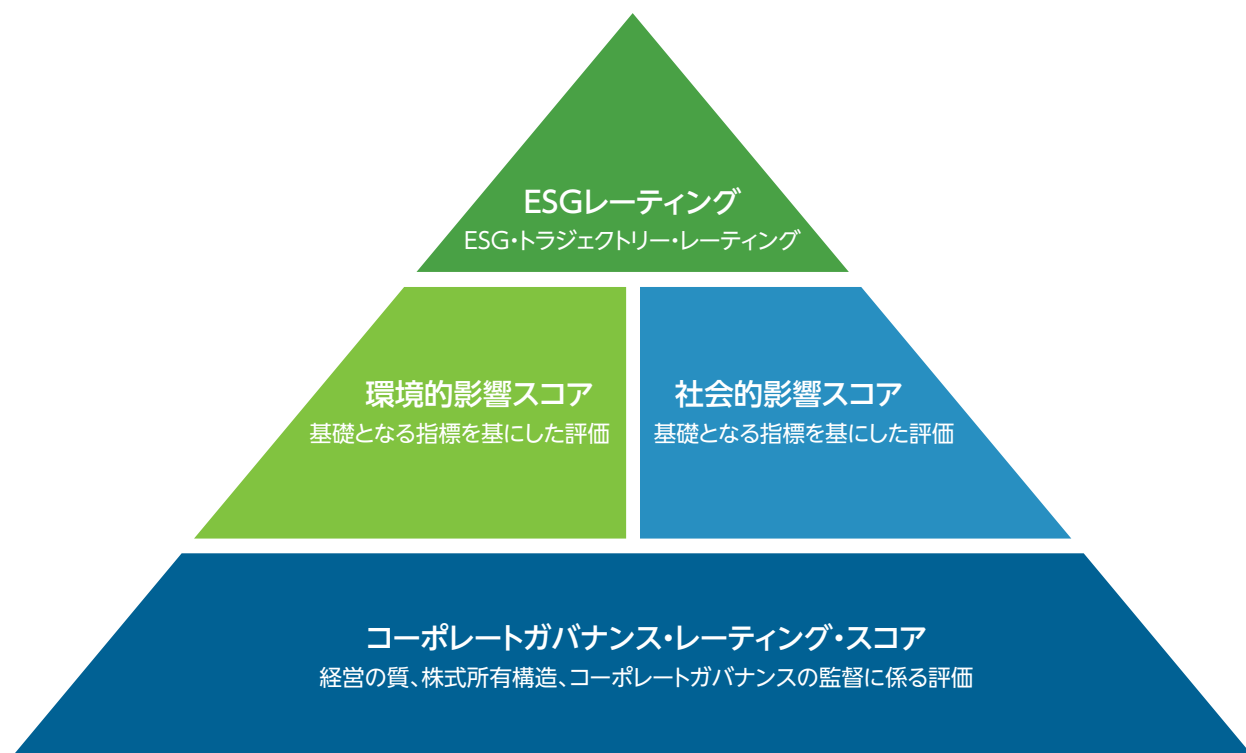 ESGレーティング
ESG・トラジェクトリー・レーティング
環境的影響スコア
基礎となる指標を基にした評価
社会的影響スコア
基礎となる指標を基にした評価
コーポレートガバナンス・レーティング・スコア
経営の質、株式所有構造、コーポレートガバナンスの監督に係る評価